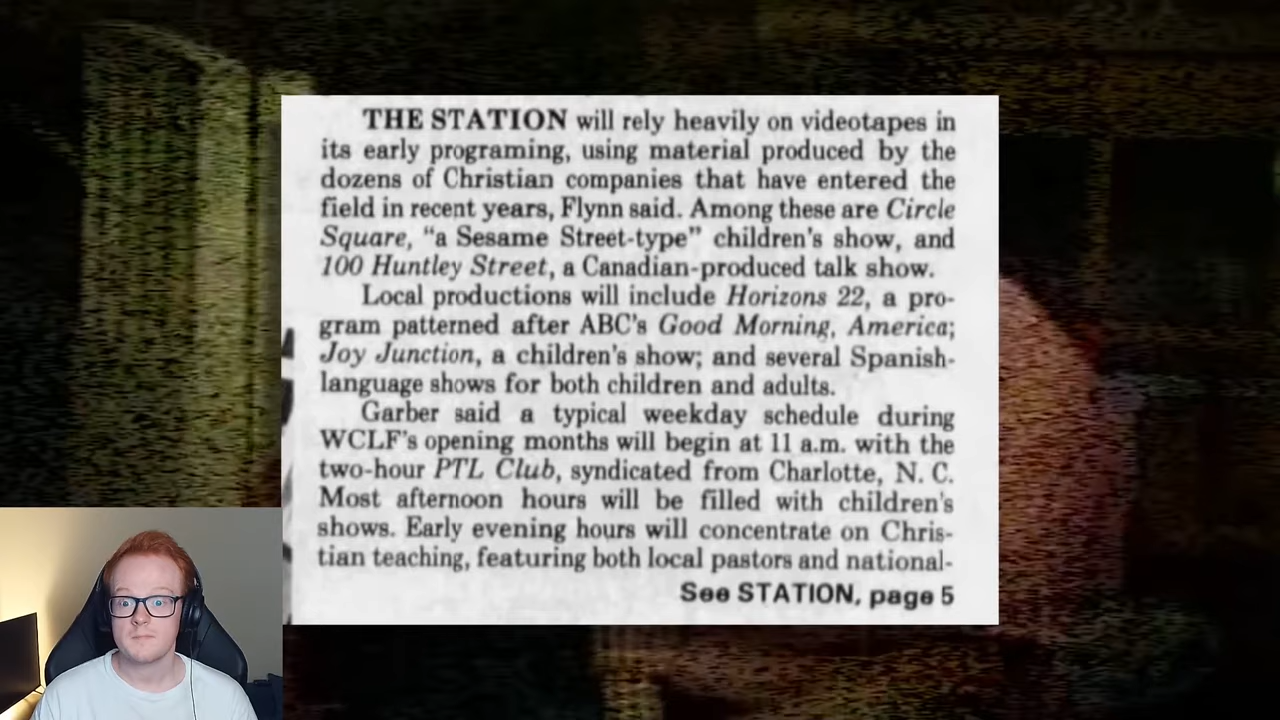 THE STATION will rely heavily on videotapes in
its early programing, using material produced by the
dozens of Christian companies that have entered the
field in recent years, Flynn said. Among these are Circle
Square, “a Sesame Street-type” children's show, and
100 Huntley Street, a Canadian-produced talk show.
Local productions will include Horizons 22, a pro-
gram patterned after ABC's Good Morning, America;
Joy Junction, a children's show; and several Spanish-
language shows for both children and adults.
Garber said a typical weekday schedule during
WCLF's opening months will begin at 11 a.m. with the
two-hour PTL Club, syndicated from Charlotte, N. C.
Most afternoon hours will be filled with children's
shows. Early evening hours will concentrate on Chris-
tian teaching, featuring both local pastors and national-
See STATION, page 5